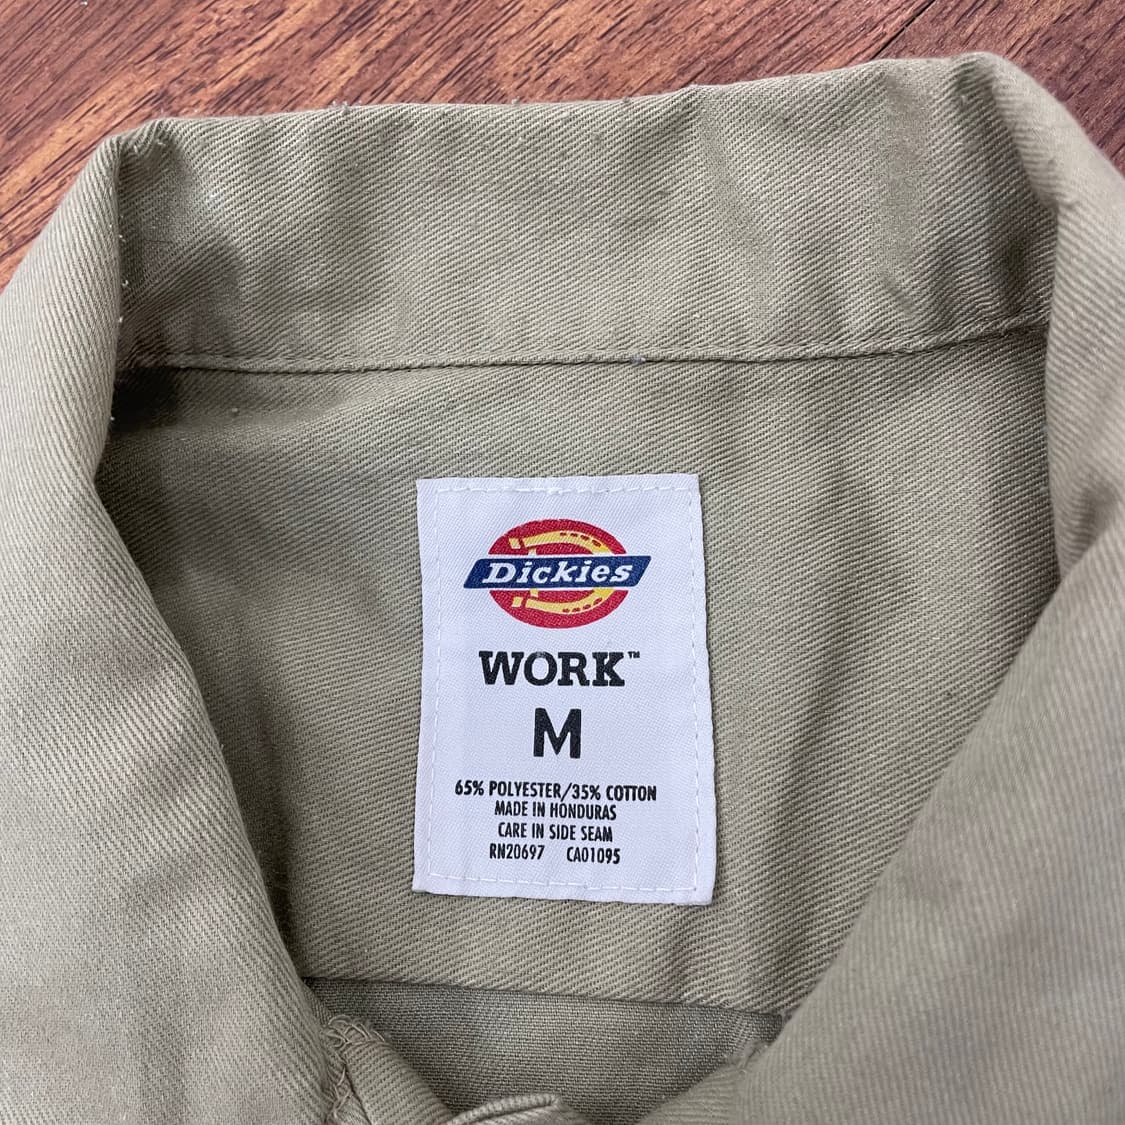 Dickies
WORK™
M
65% POLYESTER/35% COTTON
MADE IN HONDURAS
CARE IN SIDE SEAM
RN20697 CA01095